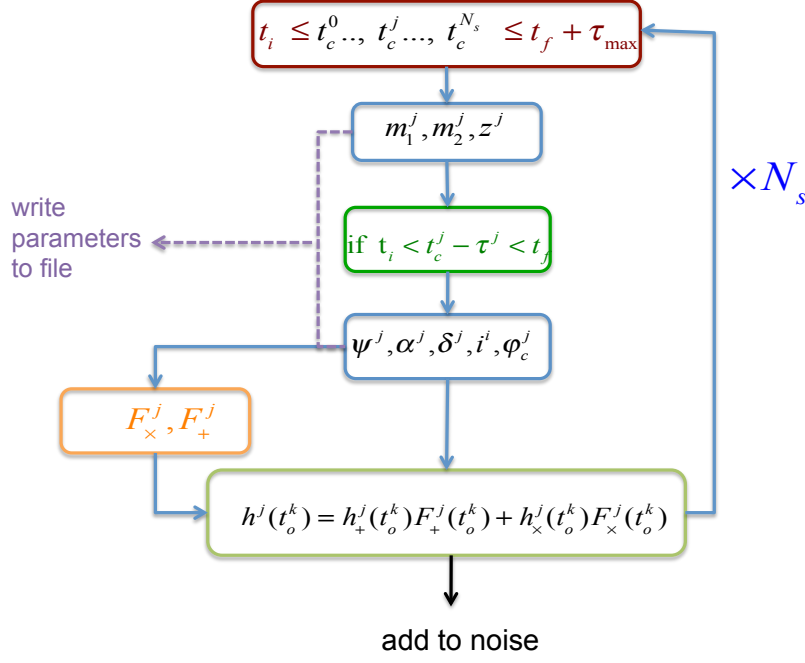 t_i ≤ t_c^0.., t_c^j..., t_c^{N_s} ≤ t_f + τ_max
m_1^j, m_2^j, z^j
×N_s
write
parameters
to file
if t_i < t_c^j − τ^j < t_f
ψ^j, α^j, δ^j, i^i, φ_c^j
F_×^j, F_+^j
h^j(t_o^k) = h_+^j(t_o^k)F_+^j(t_o^k) + h_×^j(t_o^k)F_×^j(t_o^k)
add to noise